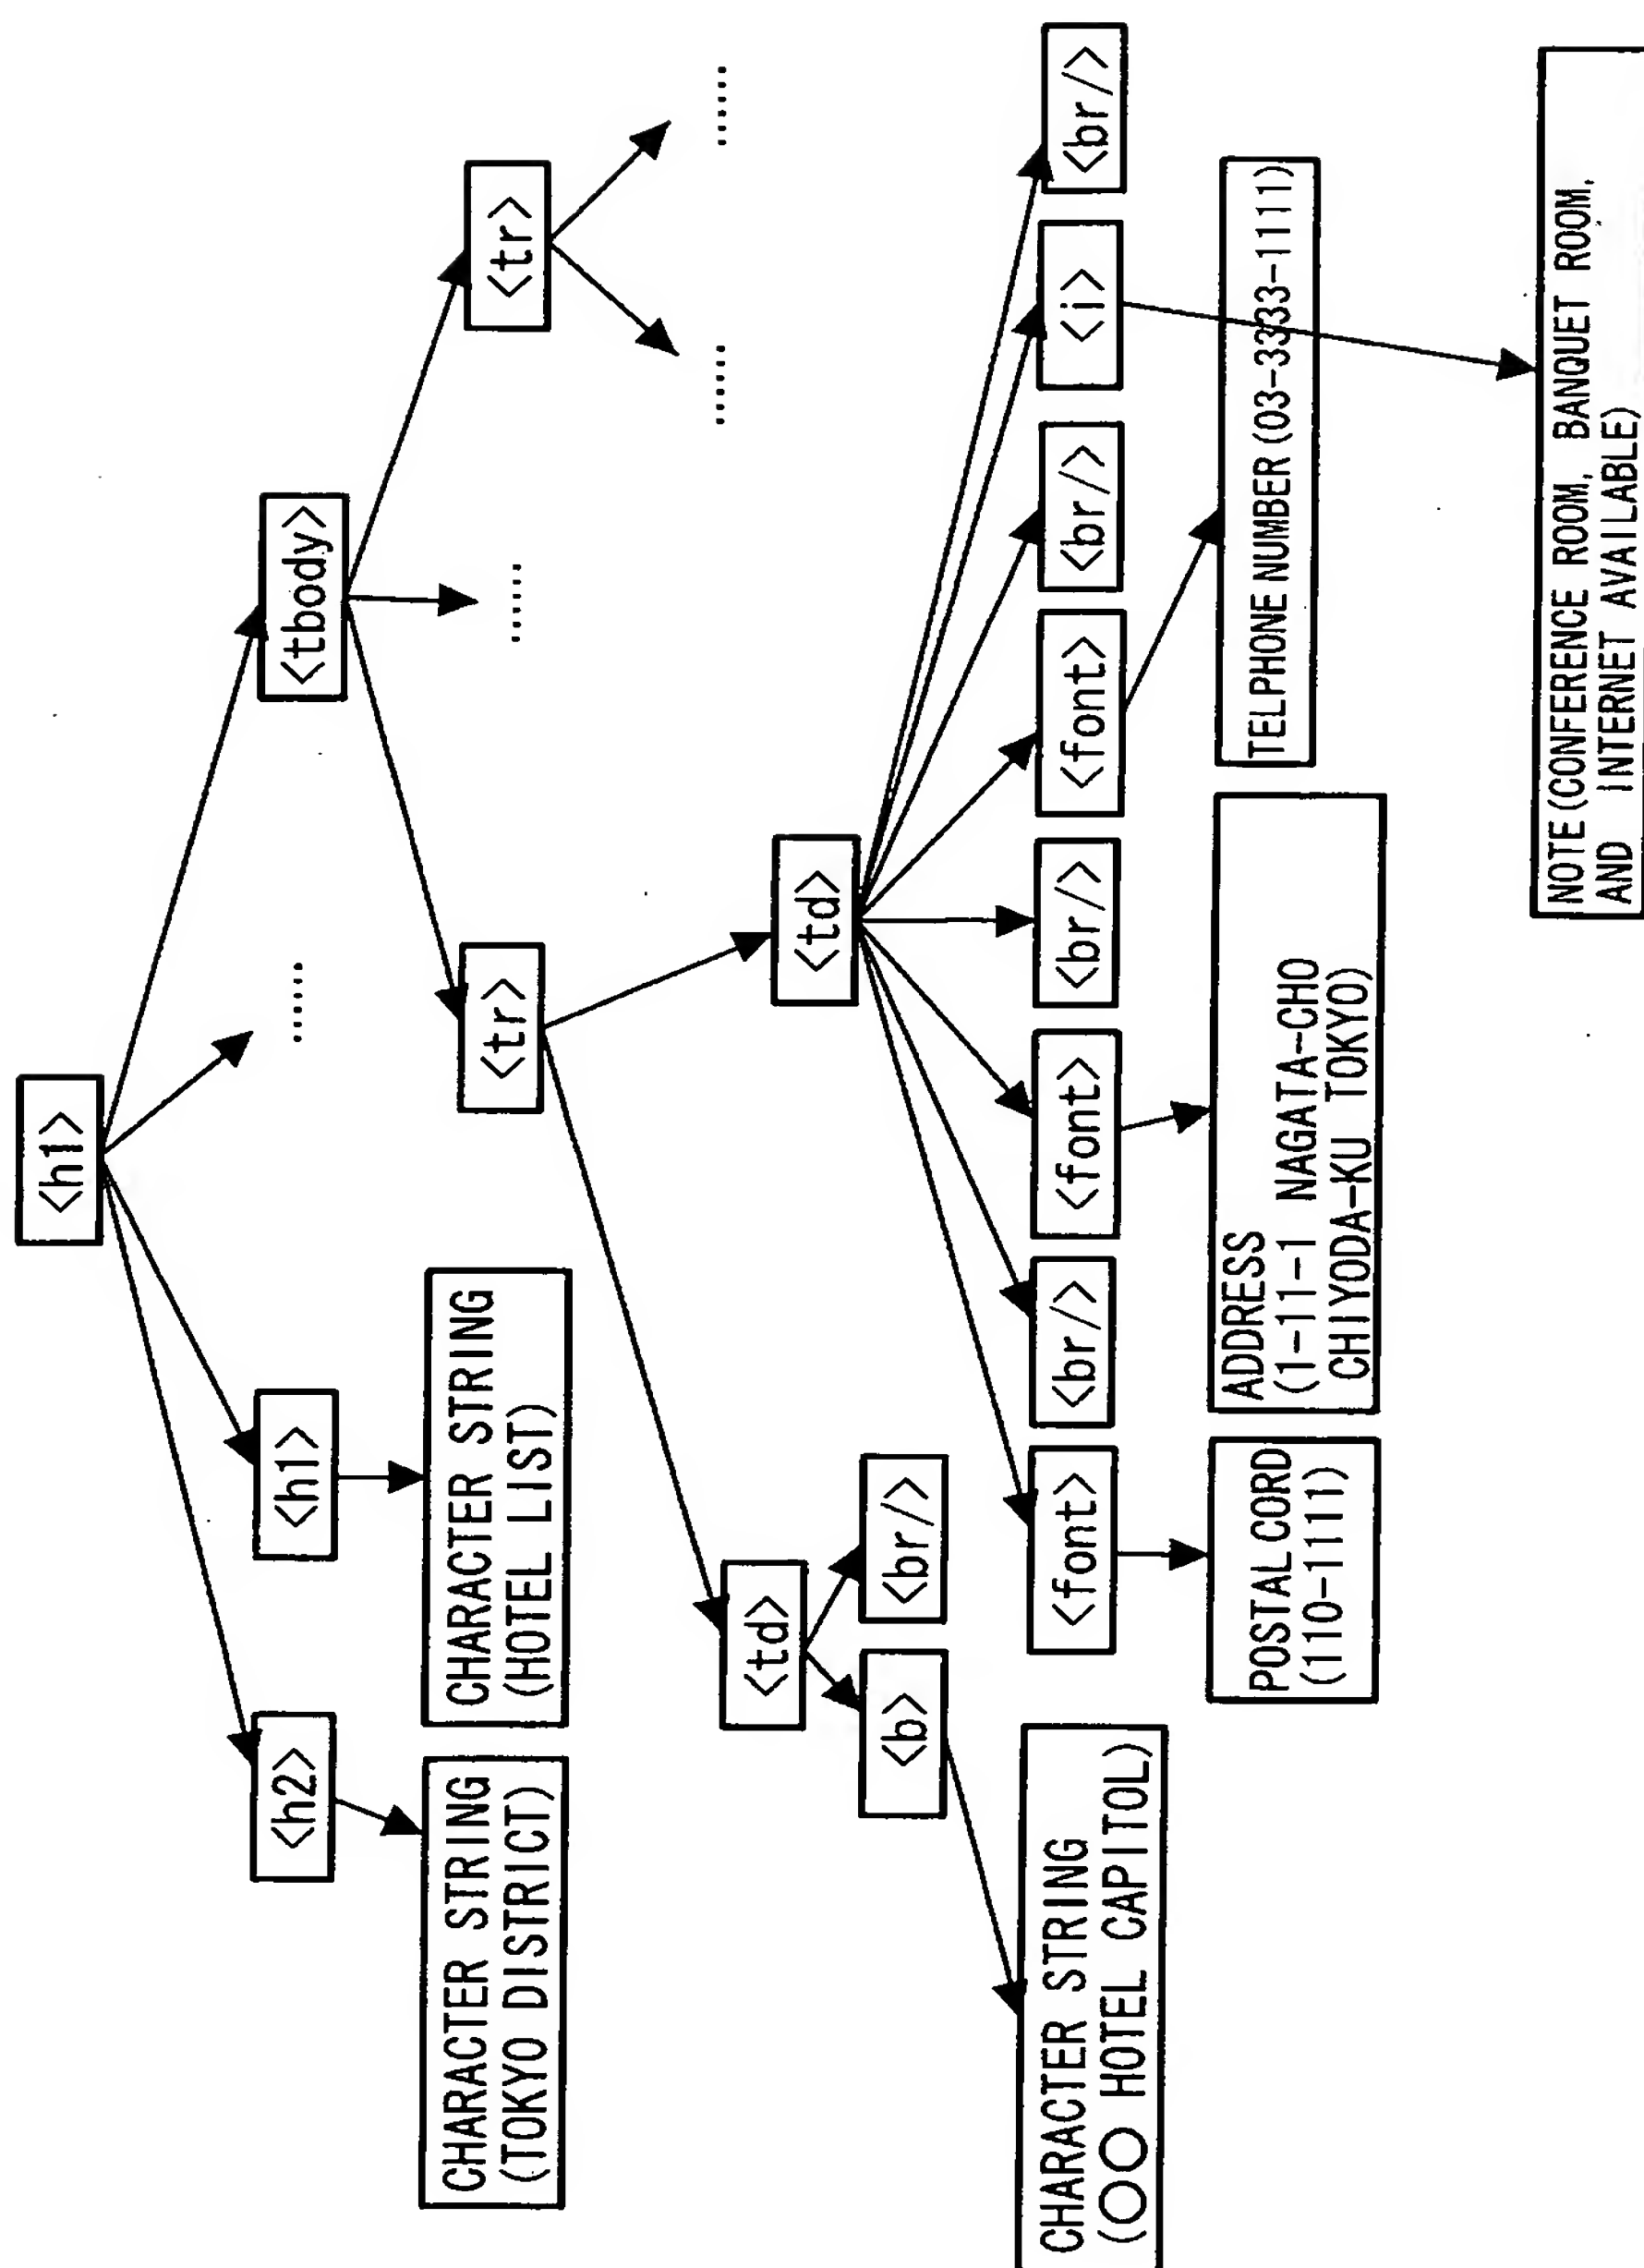 <h1>
<h2>
<h1>
......
<tbody>
CHARACTER STRING
(TOKYO DISTRICT)
CHARACTER STRING
(HOTEL LIST)
<tr>
......
<tr>
<td>
<td>
......
......
<b>
<br/>
CHARACTER STRING
(○○ HOTEL CAPITOL)
<font>
<br/>
<font>
<br/>
<font>
<br/>
<i>
<br/>
POSTAL CORD
(110-1111)
ADDRESS
(1-11-1 NAGATA-CHO
CHIYODA-KU TOKYO)
TELPHONE NUMBER (03-3333-1111)
NOTE(CONFERENCE ROOM, BANQUET ROOM,
AND INTERNET AVAILABLE)